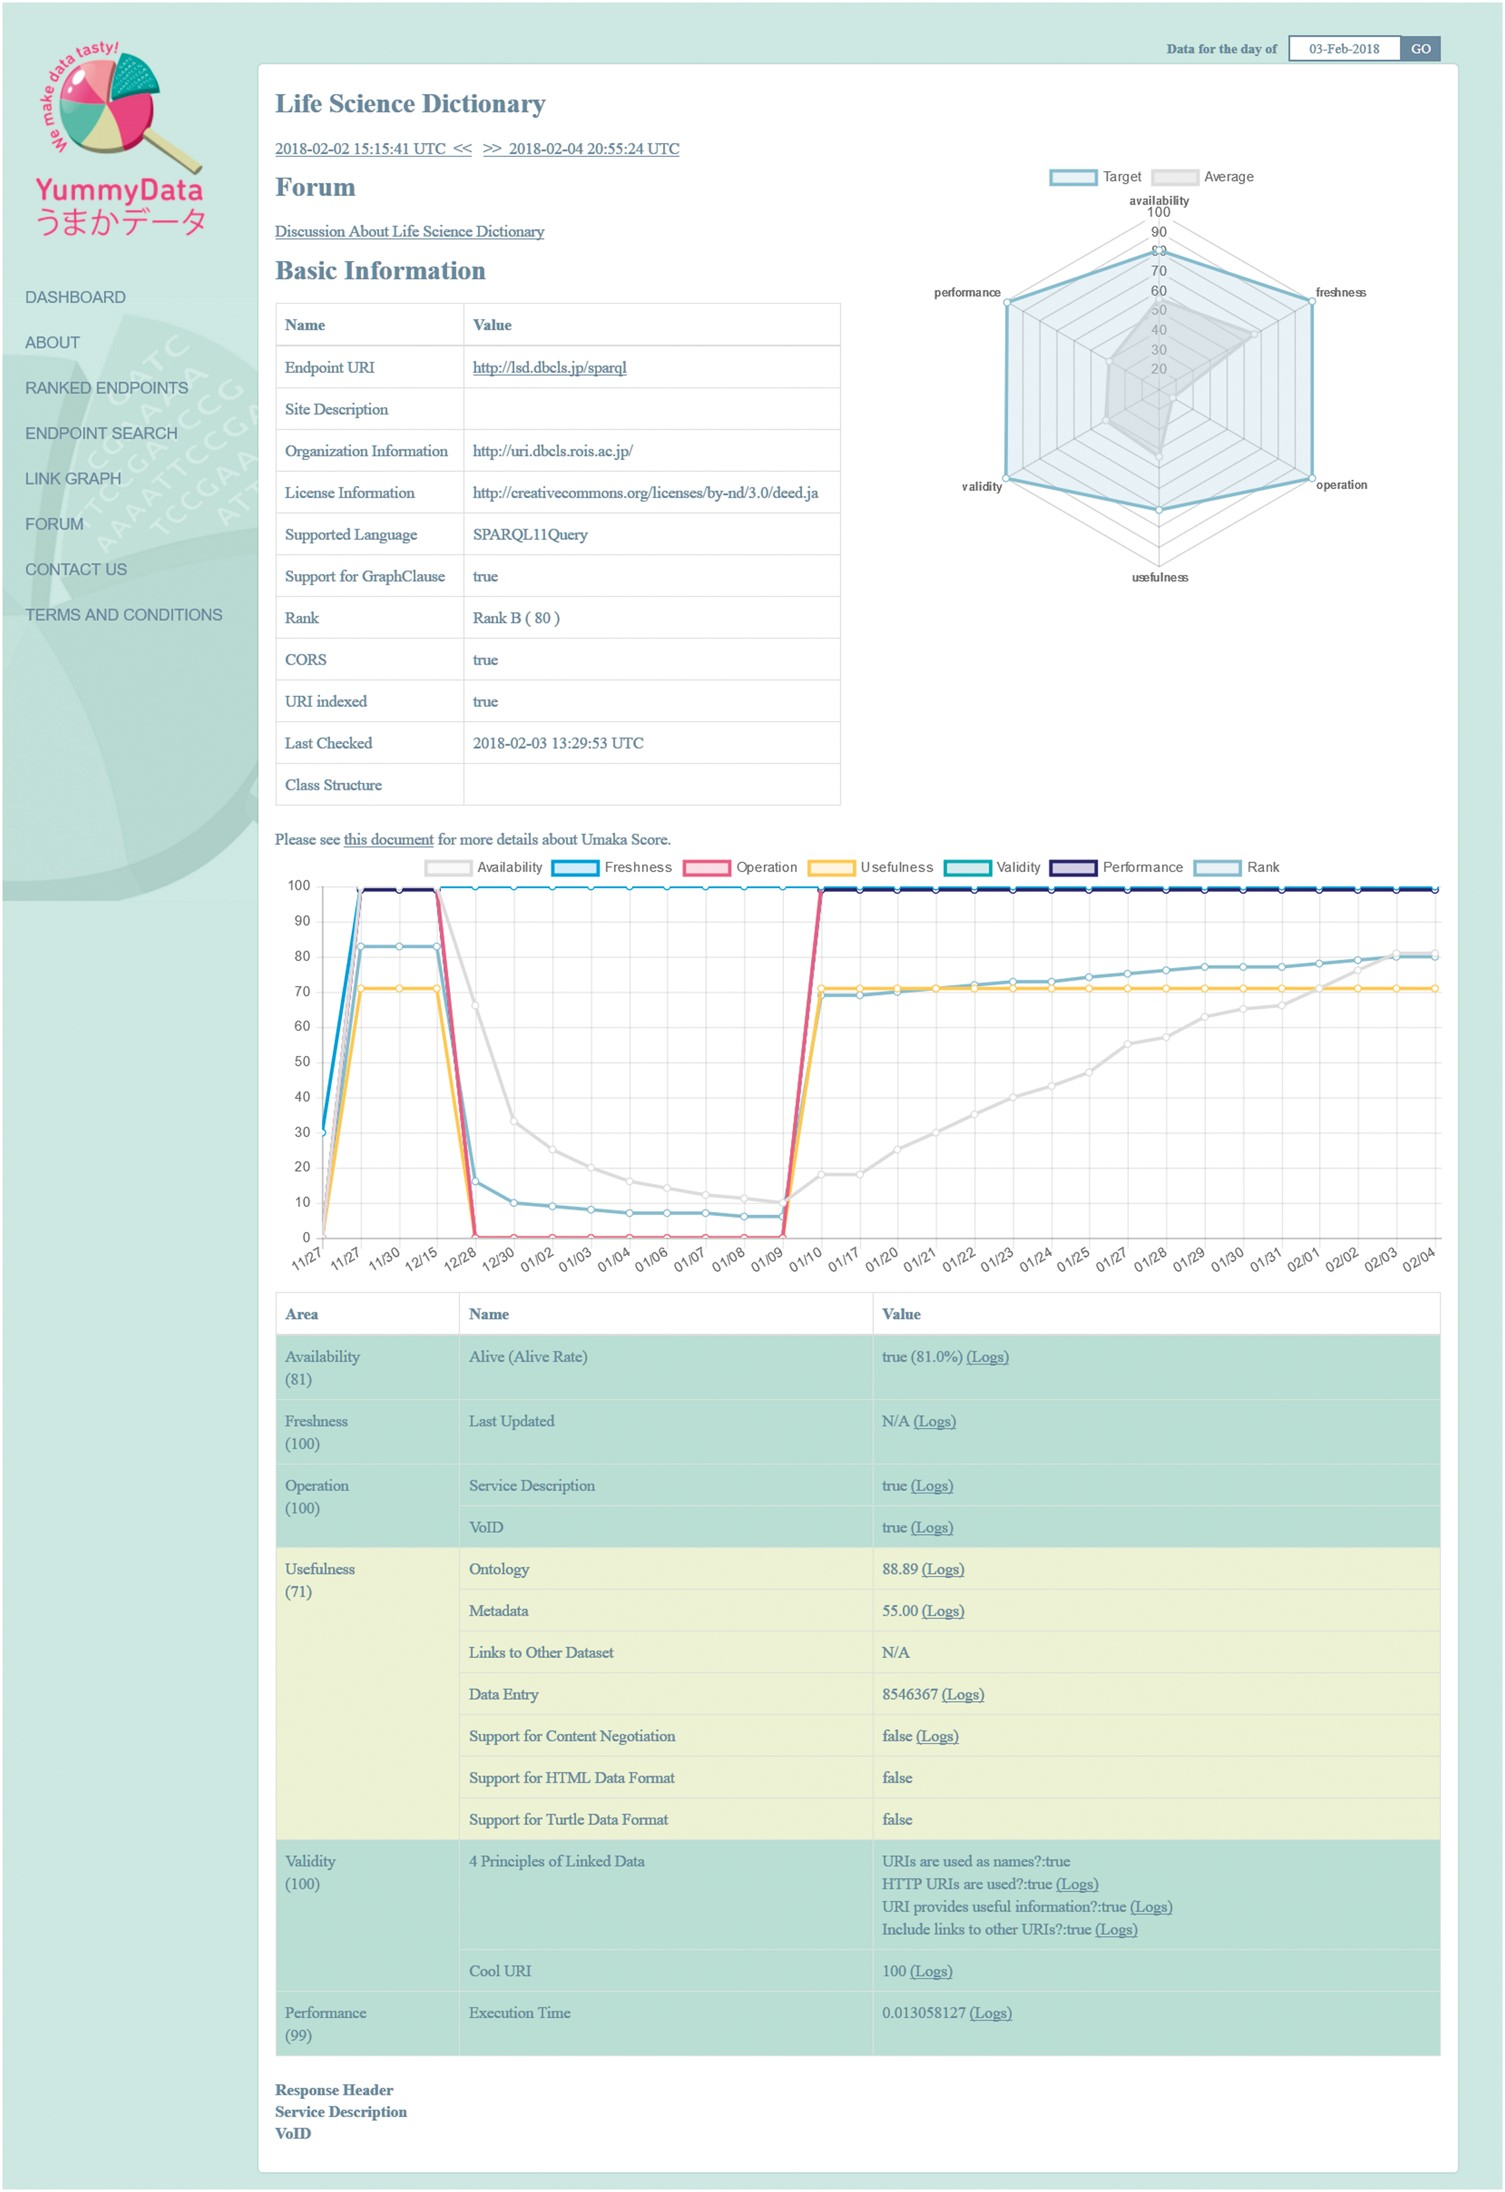 We make data tasty!
YummyData
うまかデータ
DASHBOARD
ABOUT
RANKED ENDPOINTS
ENDPOINT SEARCH
LINK GRAPH
FORUM
CONTACT US
TERMS AND CONDITIONS
Data for the day of 03-Feb-2018 GO
Life Science Dictionary
2018-02-02 15:15:41 UTC << >> 2018-02-04 20:55:24 UTC
Forum
Discussion About Life Science Dictionary
Basic Information
Name Value
Endpoint URI http://lsd.dbcls.jp/sparql
Site Description
Organization Information http://uri.dbcls.rois.ac.jp/
License Information http://creativecommons.org/licenses/by-nd/3.0/deed.ja
Supported Language SPARQL11Query
Support for GraphClause true
Rank Rank B ( 80 )
CORS true
URI indexed true
Last Checked 2018-02-03 13:29:53 UTC
Class Structure
Target Average
availability
100
90
80
70
60
50
40
30
20
performance
freshness
validity
operation
usefulness
Please see this document for more details about Umaka Score.
Availability Freshness Operation Usefulness Validity Performance Rank
100
90
80
70
60
50
40
30
20
10
0
11/27 11/27 11/30 12/15 12/28 12/30 01/02 01/03 01/04 01/06 01/07 01/08 01/09 01/10 01/17 01/20 01/21 01/22 01/23 01/24 01/25 01/27 01/28 01/29 01/30 01/31 02/01 02/02 02/03 02/04
Area Name Value
Availability Alive (Alive Rate) true (81.0%) (Logs)
(81)
Freshness Last Updated N/A (Logs)
(100)
Operation Service Description true (Logs)
(100)
VoID true (Logs)
Usefulness Ontology 88.89 (Logs)
(71)
Metadata 55.00 (Logs)
Links to Other Dataset N/A
Data Entry 8546367 (Logs)
Support for Content Negotiation false (Logs)
Support for HTML Data Format false
Support for Turtle Data Format false
Validity 4 Principles of Linked Data URIs are used as names?:true
(100) HTTP URIs are used?:true (Logs)
URI provides useful information?:true (Logs)
Include links to other URIs?:true (Logs)
Cool URI 100 (Logs)
Performance Execution Time 0.013058127 (Logs)
(99)
Response Header
Service Description
VoID